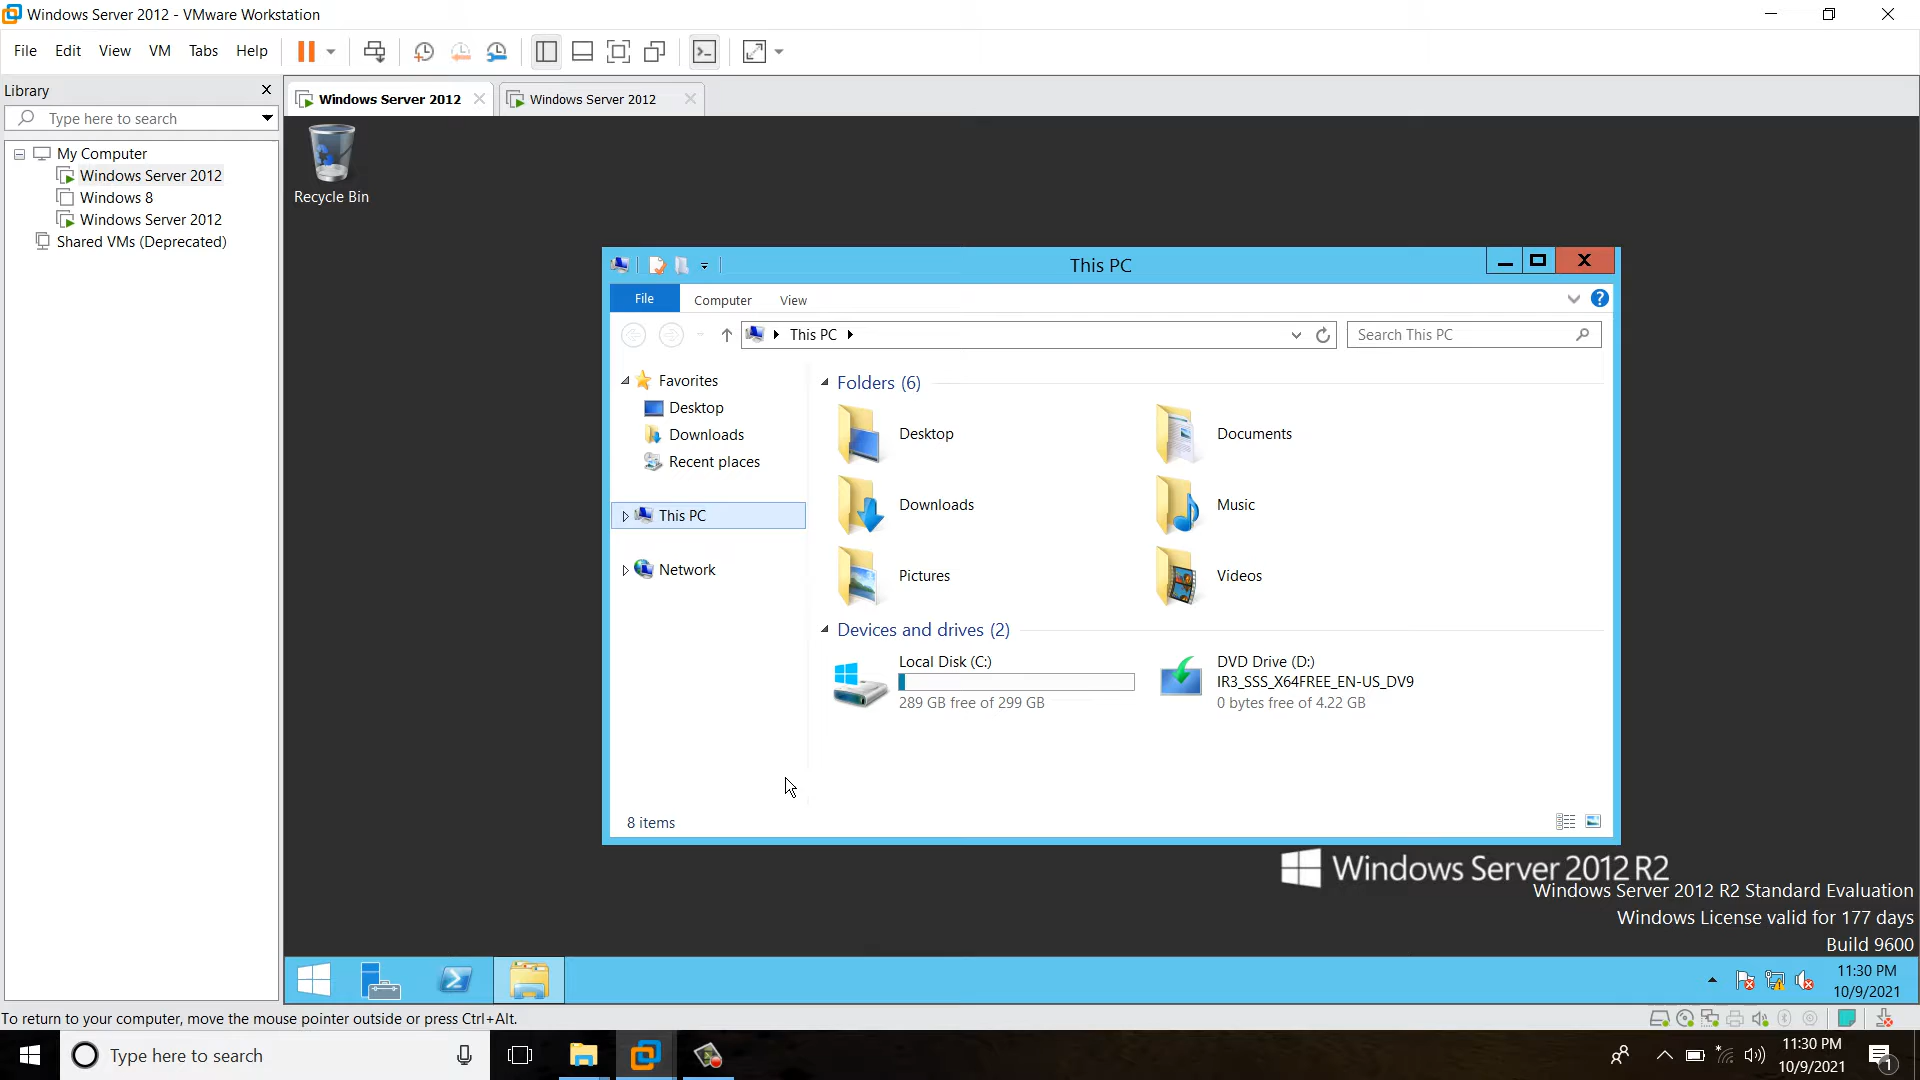 Windows Server 2012 - VMware Workstation
File Edit View VM Tabs Help
Library
Type here to search
My Computer
Windows Server 2012
Windows 8
Windows Server 2012
Shared VMs (Deprecated)
Windows Server 2012
Windows Server 2012
Recycle Bin
This PC
File Computer View
This PC
Search This PC
Favorites
Desktop
Downloads
Recent places
This PC
Network
Folders (6)
Desktop
Documents
Downloads
Music
Pictures
Videos
Devices and drives (2)
Local Disk (C:)
289 GB free of 299 GB
DVD Drive (D:)
IR3_SSS_X64FREE_EN-US_DV9
0 bytes free of 4.22 GB
8 items
Windows Server 2012 R2
Windows Server 2012 R2 Standard Evaluation
Windows License valid for 177 days
Build 9600
11:30 PM
10/9/2021
To return to your computer, move the mouse pointer outside or press Ctrl+Alt.
Type here to search
11:30 PM
10/9/2021
1